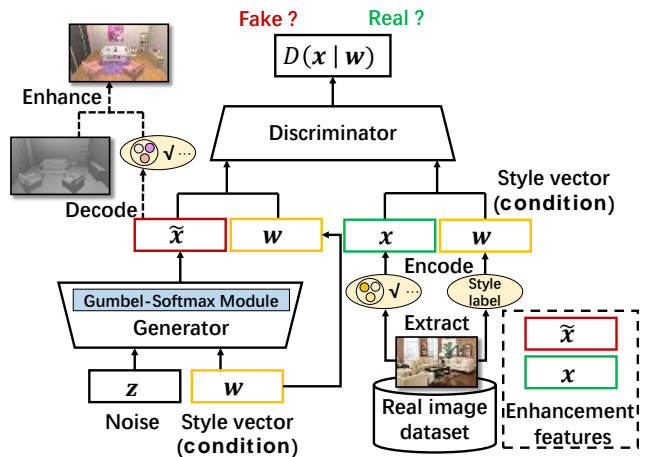 Fake ?
Real ?
D(x | w)
Enhance
Discriminator
√ ···
Decode
Style vector
(condition)
x̃
w
x
w
Encode
Gumbel-Softmax Module
Generator
√ ···
Style
label
Extract
z
w
Noise
Style vector
(condition)
Real image
dataset
x̃
x
Enhancement
features